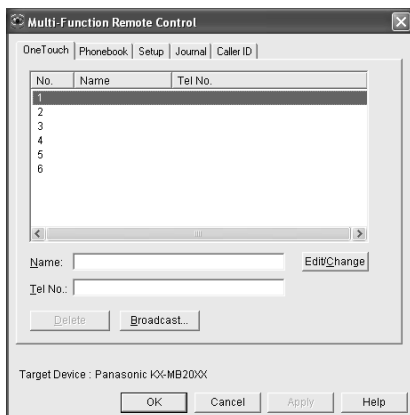 Multi-Function Remote Control
OneTouch Phonebook Setup Journal Caller ID
No. Name Tel No.
1
2
3
4
5
6
Name: Edit/Change
Tel No.:
Delete Broadcast...
Target Device : Panasonic KX-MB20XX
OK Cancel Apply Help